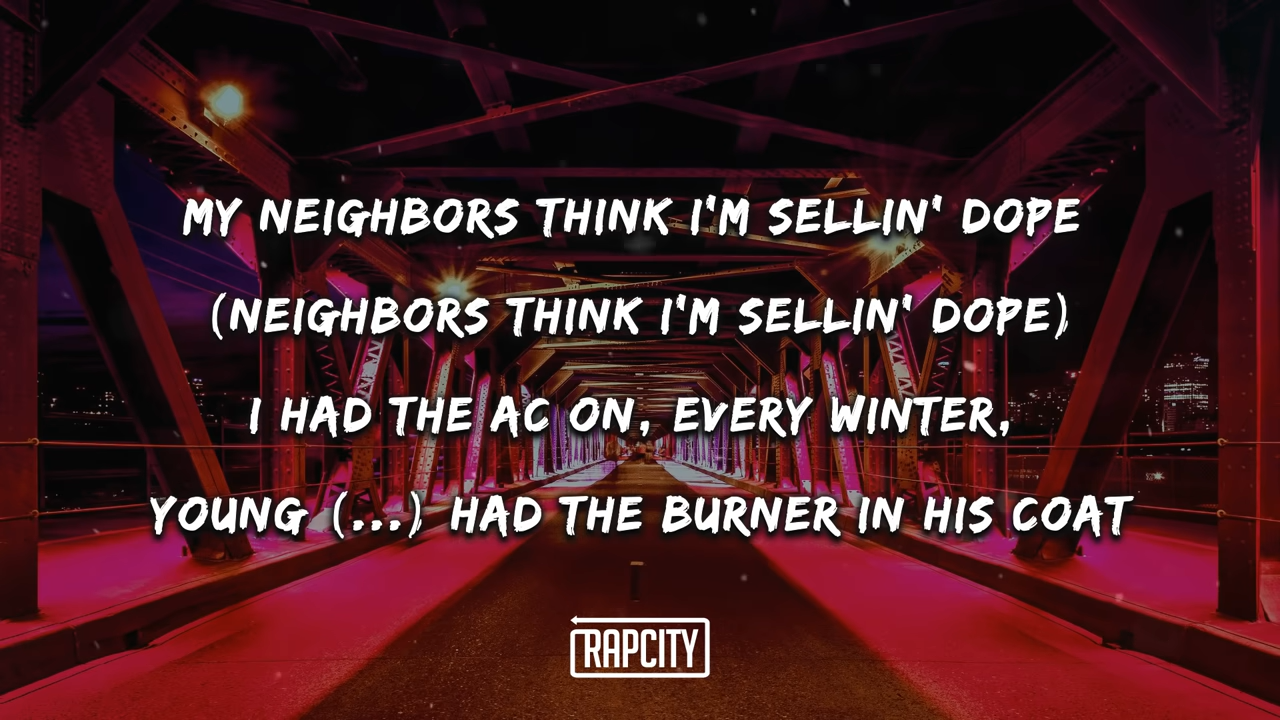 MY NEIGHBORS THINK I'M SELLIN' DOPE
(NEIGHBORS THINK I'M SELLIN' DOPE)
I HAD THE AC ON, EVERY WINTER,
YOUNG (...) HAD THE BURNER IN HIS COAT
RAPCITY